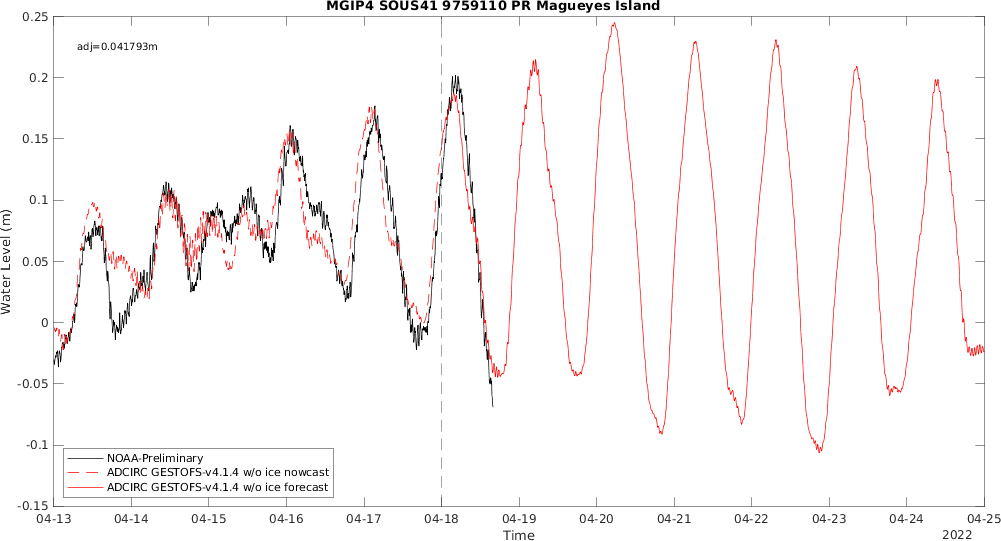 MGIP4 SOUS41 9759110 PR Magueyes Island
adj=0.041793m
Water Level (m)
0.25
0.2
0.15
0.1
0.05
0
-0.05
-0.1
-0.15
NOAA-Preliminary
ADCIRC GESTOFS-v4.1.4 w/o ice nowcast
ADCIRC GESTOFS-v4.1.4 w/o ice forecast
04-13 04-14 04-15 04-16 04-17 04-18 04-19 04-20 04-21 04-22 04-23 04-24 04-25
Time
2022